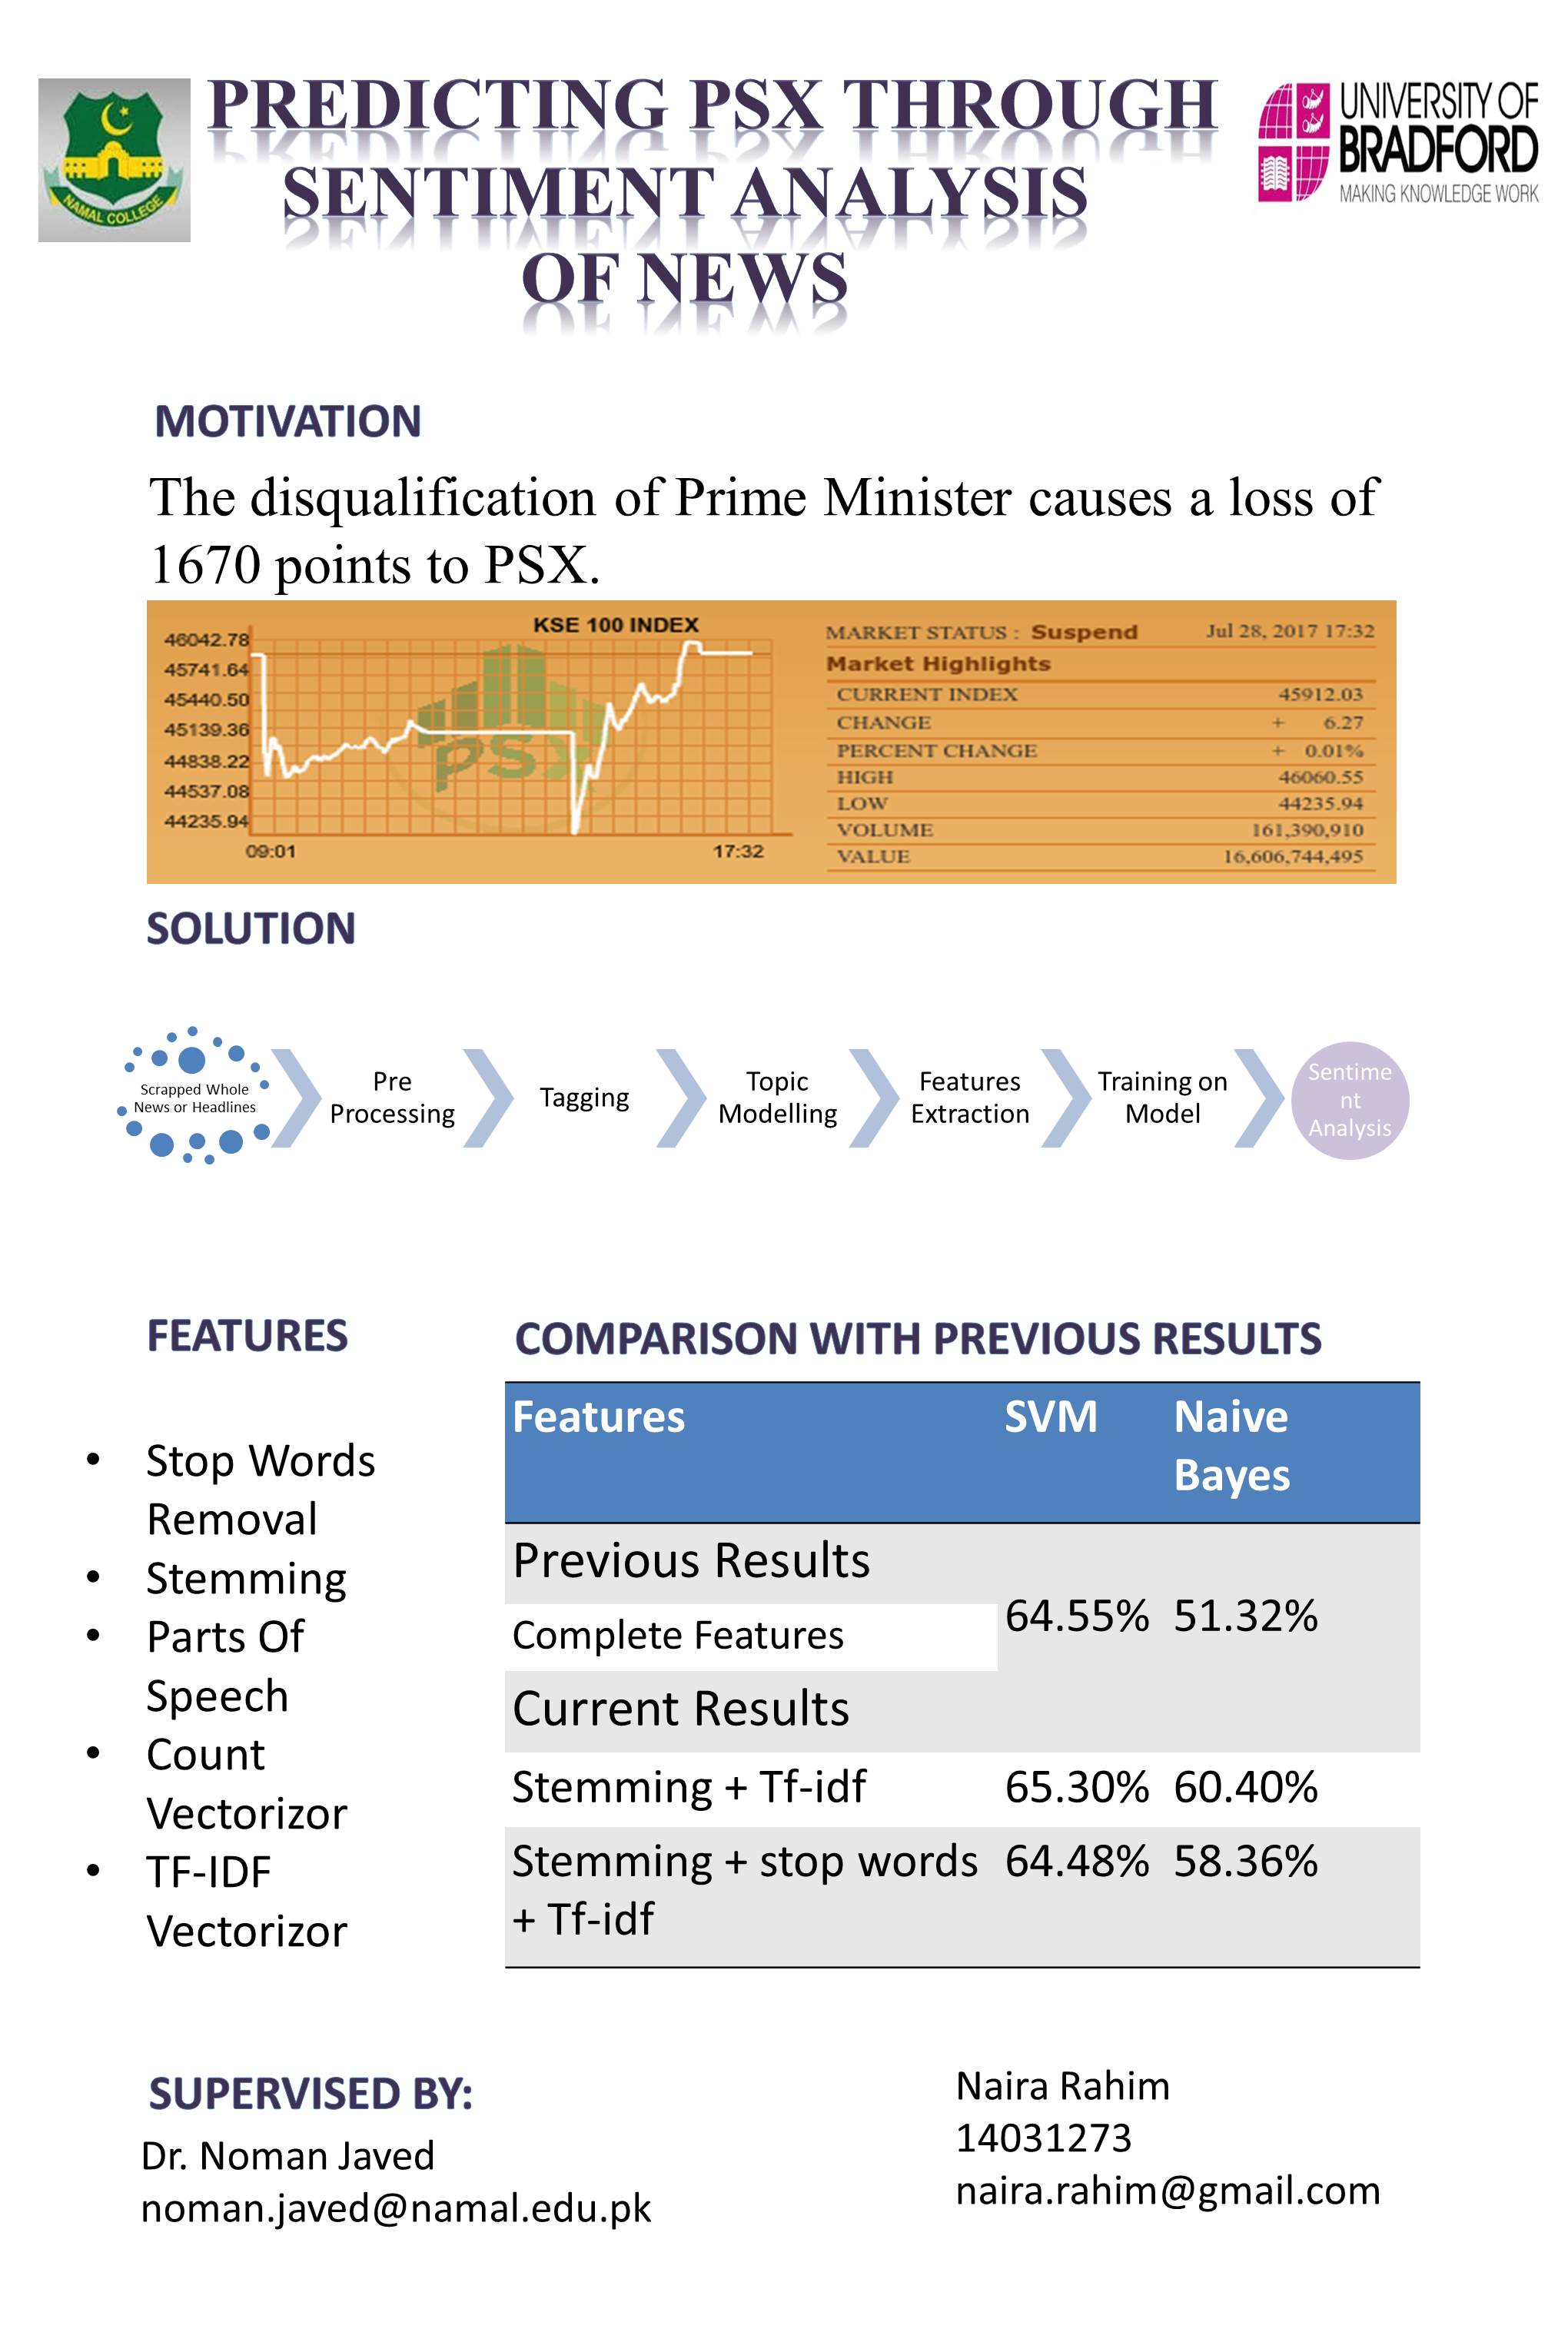 NAMAL COLLEGE
PREDICTING PSX THROUGH
SENTIMENT ANALYSIS
OF NEWS
UNIVERSITY OF
BRADFORD
MAKING KNOWLEDGE WORK
MOTIVATION
The disqualification of Prime Minister causes a loss of
1670 points to PSX.
KSE 100 INDEX
46042.78
45741.64
45440.50
45139.36
44838.22
44537.08
44235.94
09:01 17:32
psx
MARKET STATUS : Suspend Jul 28, 2017 17:32
Market Highlights
CURRENT INDEX 45912.03
CHANGE + 6.27
PERCENT CHANGE + 0.01%
HIGH 46060.55
LOW 44235.94
VOLUME 161,390,910
VALUE 16,606,744,495
SOLUTION
Scrapped Whole
News or Headlines
Pre
Processing
Tagging
Topic
Modelling
Features
Extraction
Training on
Model
Sentime
nt
Analysis
FEATURES
• Stop Words
Removal
• Stemming
• Parts Of
Speech
• Count
Vectorizor
• TF-IDF
Vectorizor
COMPARISON WITH PREVIOUS RESULTS
Features SVM Naive
Bayes
Previous Results
Complete Features 64.55% 51.32%
Current Results
Stemming + Tf-idf 65.30% 60.40%
Stemming + stop words 64.48% 58.36%
+ Tf-idf
SUPERVISED BY:
Dr. Noman Javed
noman.javed@namal.edu.pk
Naira Rahim
14031273
naira.rahim@gmail.com